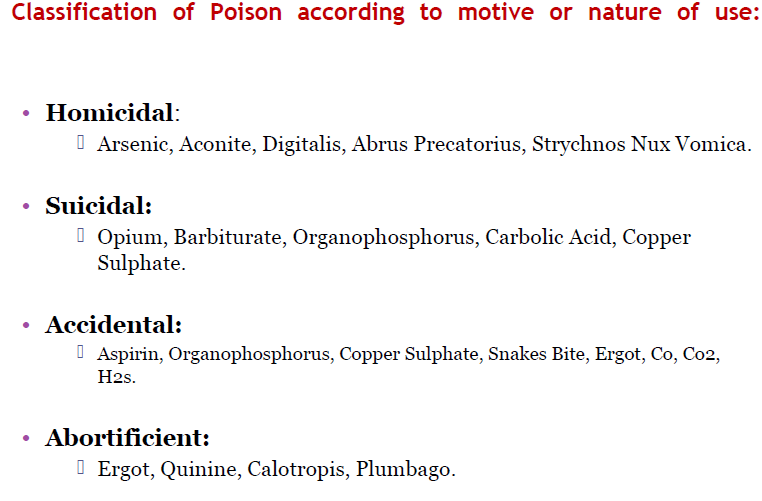 Classification of Poison according to motive or nature of use:
• Homicidal:
Arsenic, Aconite, Digitalis, Abrus Precatorius, Strychnos Nux Vomica.
• Suicidal:
Opium, Barbiturate, Organophosphorus, Carbolic Acid, Copper
Sulphate.
• Accidental:
Aspirin, Organophosphorus, Copper Sulphate, Snakes Bite, Ergot, Co, Co2,
H2s.
• Abortificient:
Ergot, Quinine, Calotropis, Plumbago.